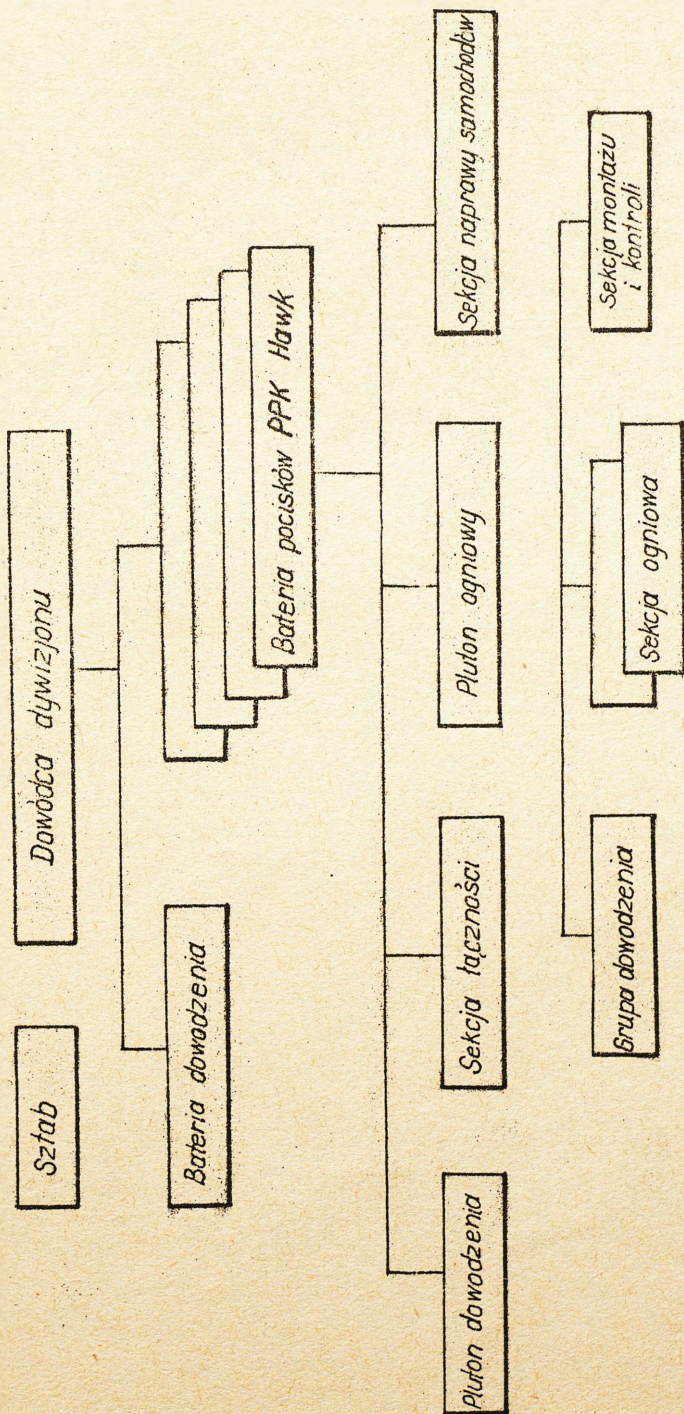 Sztab
Dowódca dywizjonu
Bateria dowodzenia
Bateria pocisków PPK Hawk
Pluton dowodzenia
Sekcja łączności
Pluton ogniowy
Sekcja naprawy samochodów
Grupa dowodzenia
Sekcja ogniowa
Sekcja montażu
i kontroli